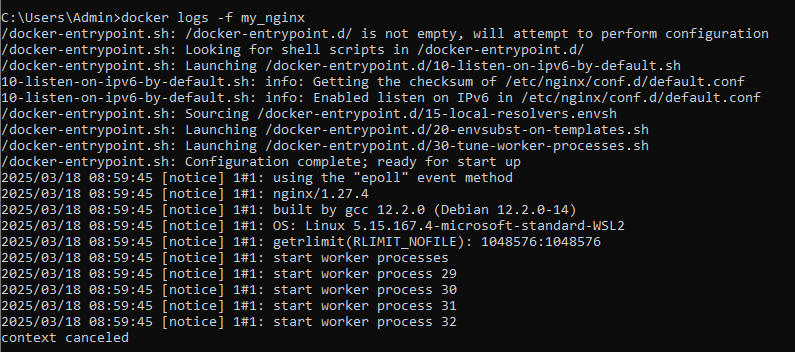 C:\Users\Admin>docker logs -f my_nginx
/docker-entrypoint.sh: /docker-entrypoint.d/ is not empty, will attempt to perform configuration
/docker-entrypoint.sh: Looking for shell scripts in /docker-entrypoint.d/
/docker-entrypoint.sh: Launching /docker-entrypoint.d/10-listen-on-ipv6-by-default.sh
10-listen-on-ipv6-by-default.sh: info: Getting the checksum of /etc/nginx/conf.d/default.conf
10-listen-on-ipv6-by-default.sh: info: Enabled listen on IPv6 in /etc/nginx/conf.d/default.conf
/docker-entrypoint.sh: Sourcing /docker-entrypoint.d/15-local-resolvers.envsh
/docker-entrypoint.sh: Launching /docker-entrypoint.d/20-envsubst-on-templates.sh
/docker-entrypoint.sh: Launching /docker-entrypoint.d/30-tune-worker-processes.sh
/docker-entrypoint.sh: Configuration complete; ready for start up
2025/03/18 08:59:45 [notice] 1#1: using the "epoll" event method
2025/03/18 08:59:45 [notice] 1#1: nginx/1.27.4
2025/03/18 08:59:45 [notice] 1#1: built by gcc 12.2.0 (Debian 12.2.0-14)
2025/03/18 08:59:45 [notice] 1#1: OS: Linux 5.15.167.4-microsoft-standard-WSL2
2025/03/18 08:59:45 [notice] 1#1: getrlimit(RLIMIT_NOFILE): 1048576:1048576
2025/03/18 08:59:45 [notice] 1#1: start worker processes
2025/03/18 08:59:45 [notice] 1#1: start worker process 29
2025/03/18 08:59:45 [notice] 1#1: start worker process 30
2025/03/18 08:59:45 [notice] 1#1: start worker process 31
2025/03/18 08:59:45 [notice] 1#1: start worker process 32
context canceled